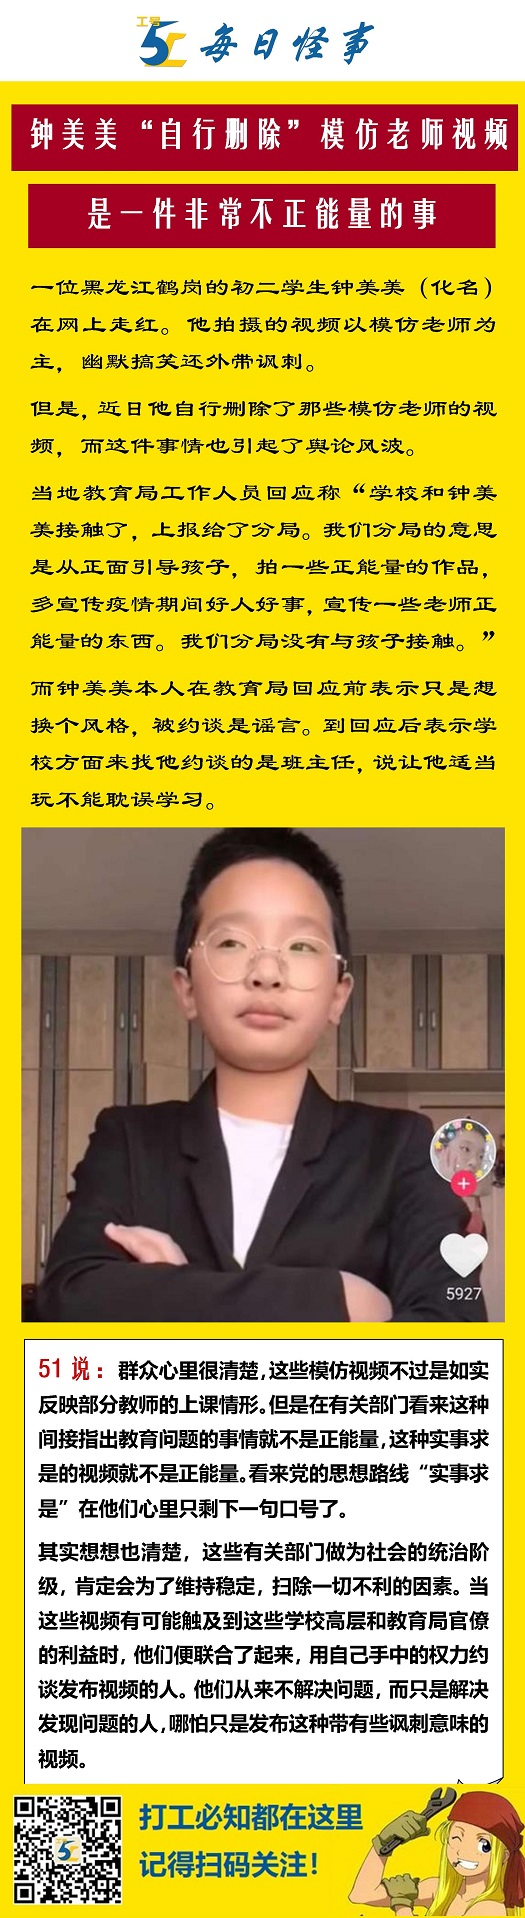 工号
51 每日怪事
钟美美“自行删除”模仿老师视频
是一件非常不正能量的事
一位黑龙江鹤岗的初二学生钟美美（化名）
在网上走红。他拍摄的视频以模仿老师为
主，幽默搞笑还外带讽刺。
但是，近日他自行删除了那些模仿老师的视
频，而这件事情也引起了舆论风波。
当地教育局工作人员回应称“学校和钟美
美接触了，上报给了分局。我们分局的意思
是从正面引导孩子，拍一些正能量的作品，
多宣传疫情期间好人好事，宣传一些老师正
能量的东西。我们分局没有与孩子接触。”
而钟美美本人在教育局回应前表示只是想
换个风格，被约谈是谣言。到回应后表示学
校方面来找他约谈的是班主任，说让他适当
玩不能耽误学习。
5927
51 说：群众心里很清楚，这些模仿视频不过是如实
反映部分教师的上课情形。但是在有关部门看来这种
间接指出教育问题的事情就不是正能量，这种实事求
是的视频就不是正能量。看来党的思想路线“实事求
是”在他们心里只剩下一句口号了。
其实想想也清楚，这些有关部门做为社会的统治阶
级，肯定会为了维持稳定，扫除一切不利的因素。当
这些视频有可能触及到这些学校高层和教育局官僚
的利益时，他们便联合了起来，用自己手中的权力约
谈发布视频的人。他们从来不解决问题，而只是解决
发现问题的人，哪怕只是发布这种带有些讽刺意味的
视频。
打工必知都在这里
记得扫码关注！